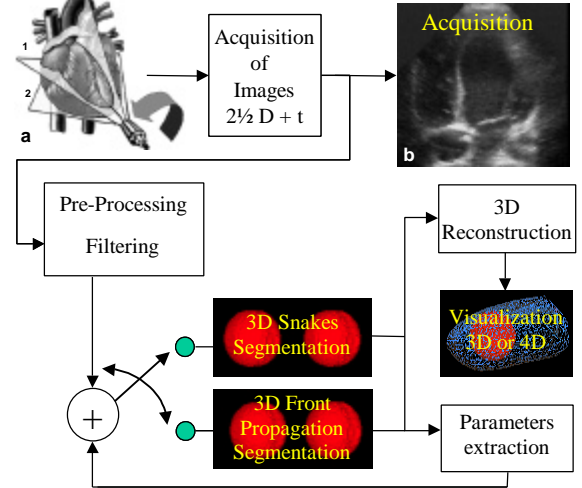 1
2
a
Acquisition
of
Images
2½ D + t
Acquisition
b
Pre-Processing
Filtering
3D
Reconstruction
3D Snakes
Segmentation
Visualization
3D or 4D
+
3D Front
Propagation
Segmentation
Parameters
extraction